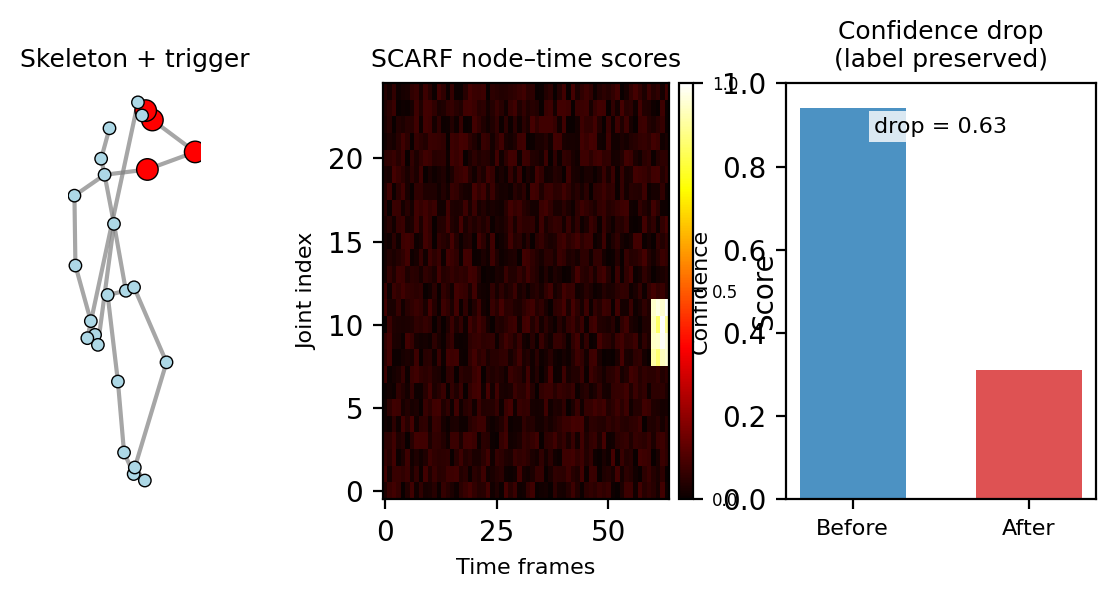 Skeleton + trigger
SCARF node–time scores
Confidence drop
(label preserved)
Joint index
20
15
10
5
0
0
25
50
Time frames
1.0
0.5
0.0
Score
Confidence
1.0
0.8
0.6
0.4
0.2
0.0
drop = 0.63
Before
After